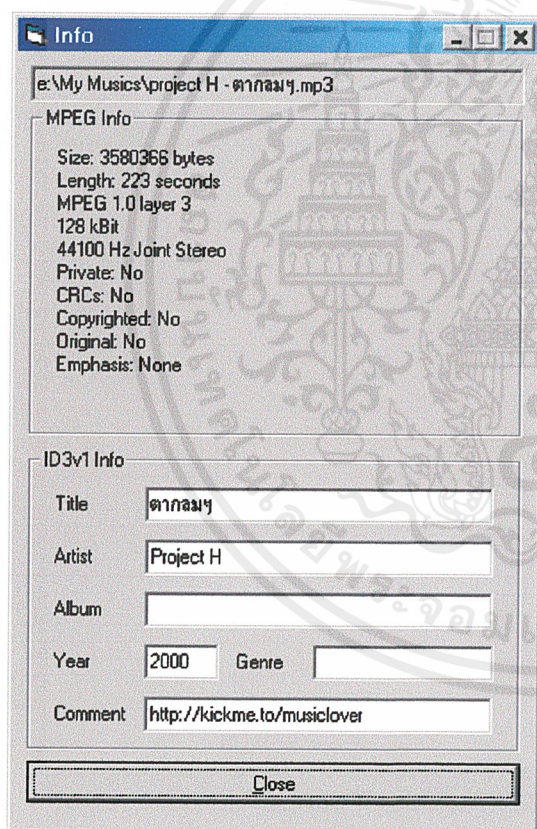 Info
e:\My Musics\project H - ตากลมๆ.mp3
MPEG Info
Size: 3580366 bytes
Length: 223 seconds
MPEG 1.0 layer 3
128 kBit
44100 Hz Joint Stereo
Private: No
CRCs: No
Copyrighted: No
Original: No
Emphasis: None
ID3v1 Info
Title ตากลมๆ
Artist Project H
Album
Year 2000 Genre
Comment http://kickme.to/musiclover
Close